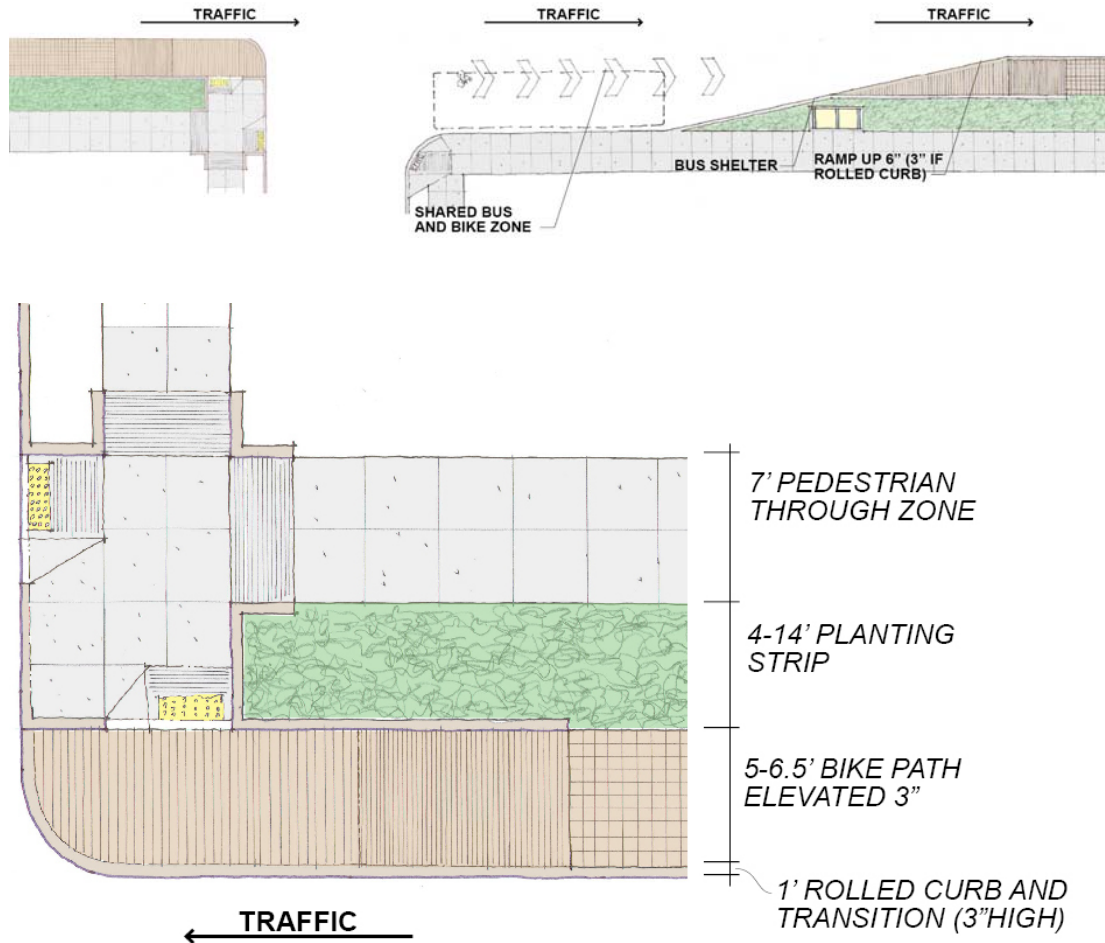 TRAFFIC
TRAFFIC
TRAFFIC
BUS SHELTER
RAMP UP 6” (3” IF
ROLLED CURB)
SHARED BUS
AND BIKE ZONE
7’ PEDESTRIAN
THROUGH ZONE
4-14’ PLANTING
STRIP
5-6.5’ BIKE PATH
ELEVATED 3”
1’ ROLLED CURB AND
TRANSITION (3”HIGH)
TRAFFIC